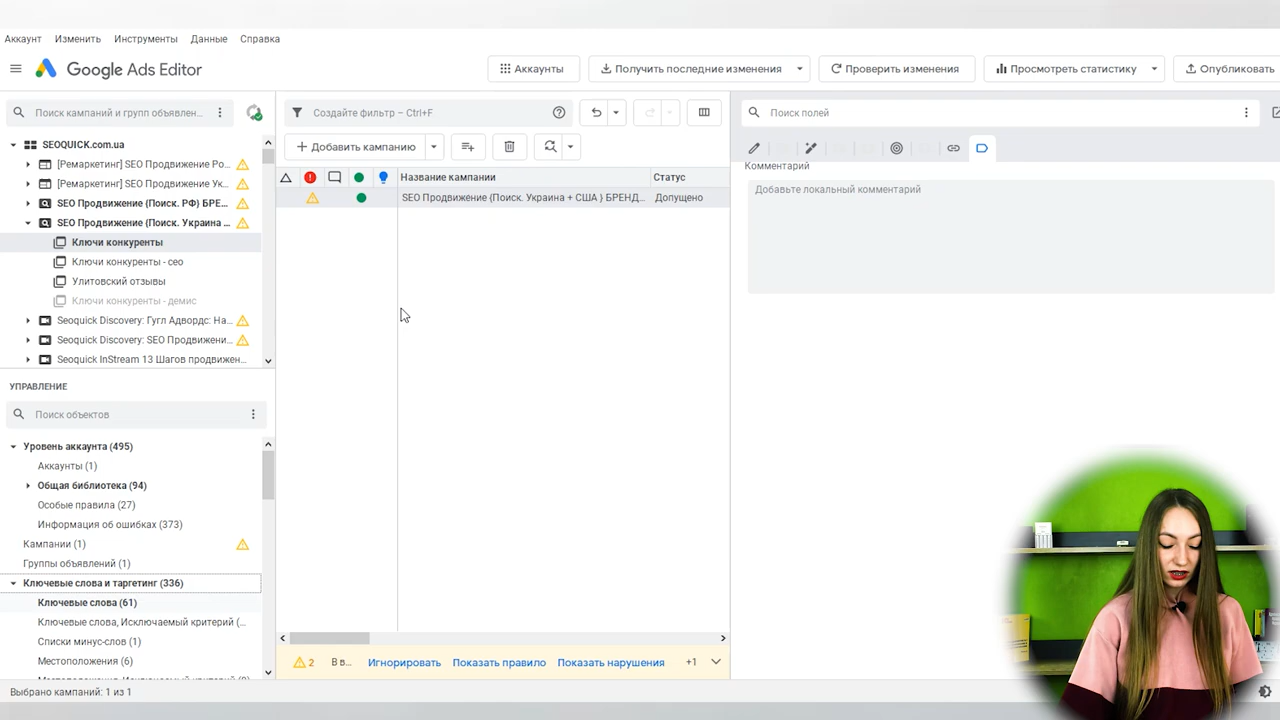 Аккаунт Изменить Инструменты Данные Справка
Google Ads Editor
Аккаунты
Получить последние изменения
Проверить изменения
Просмотреть статистику
Опубликовать
Поиск кампаний и групп объявлен...
SEOQUICK.com.ua
[Ремаркетинг] SEO Продвижение Ро...
[Ремаркетинг] SEO Продвижение Ук...
SEO Продвижение {Поиск. РФ} БРЕ...
SEO Продвижение {Поиск. Украина ...
Ключи конкуренты
Ключи конкуренты - сео
Улитовский отзывы
Ключи конкуренты - демис
Seoquick Discovery: Гугл Адвордс: На...
Seoquick Discovery: SEO Продвижени...
Seoquick InStream 13 Шагов продвижен...
УПРАВЛЕНИЕ
Поиск объектов
Уровень аккаунта (495)
Аккаунты (1)
Общая библиотека (94)
Особые правила (27)
Информация об ошибках (373)
Кампании (1)
Группы объявлений (1)
Ключевые слова и таргетинг (336)
Ключевые слова (61)
Ключевые слова, Исключаемый критерий (...
Списки минус-слов (1)
Местоположения (6)
Выбрано кампаний: 1 из 1
Создайте фильтр – Ctrl+F
Добавить кампанию
Название кампании Статус
SEO Продвижение {Поиск. Украина + США } БРЕНД... Допущено
2 В в... Игнорировать Показать правило Показать нарушения +1
Поиск полей
Комментарий
Добавьте локальный комментарий